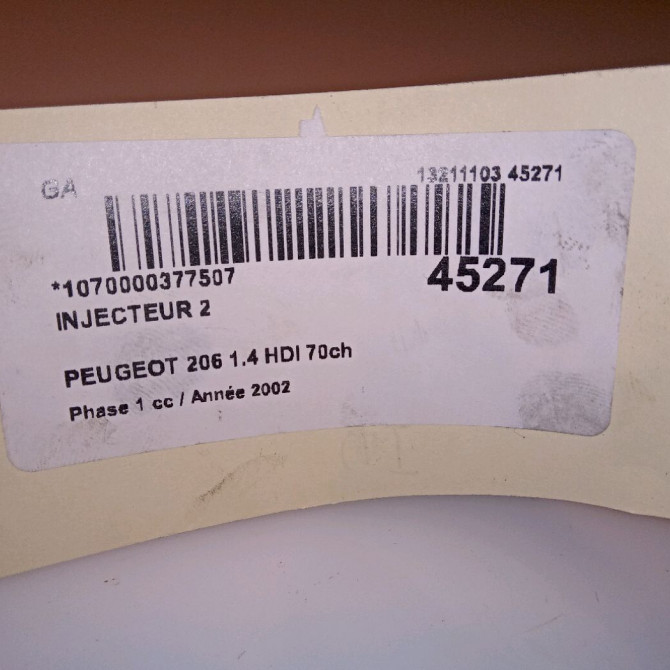 GA
13211103 45271
*1070000377507
45271
INJECTEUR 2
PEUGEOT 206 1.4 HDI 70ch
Phase 1 cc / Année 2002